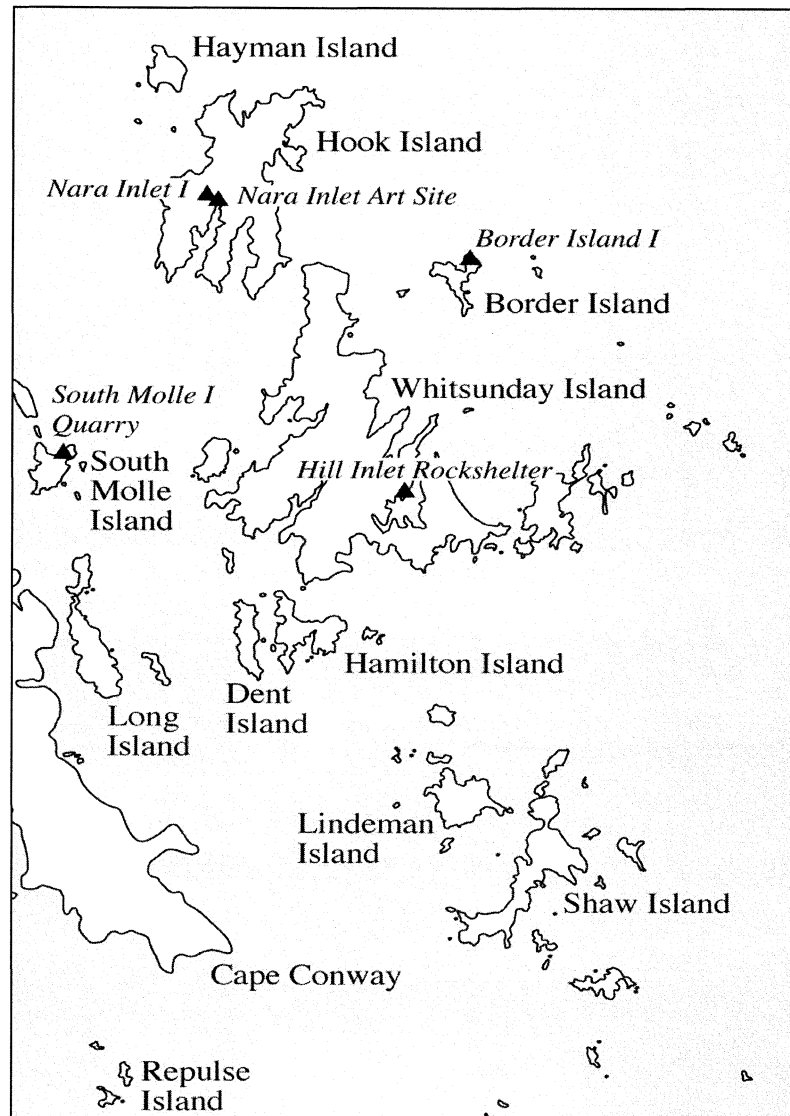 Hayman Island
Hook Island
Nara Inlet I
Nara Inlet Art Site
Border Island I
Border Island
Whitsunday Island
South Molle I
Quarry
South
Molle
Island
Hill Inlet Rockshelter
Hamilton Island
Dent
Island
Long
Island
Lindeman
Island
Shaw Island
Cape Conway
Repulse
Island